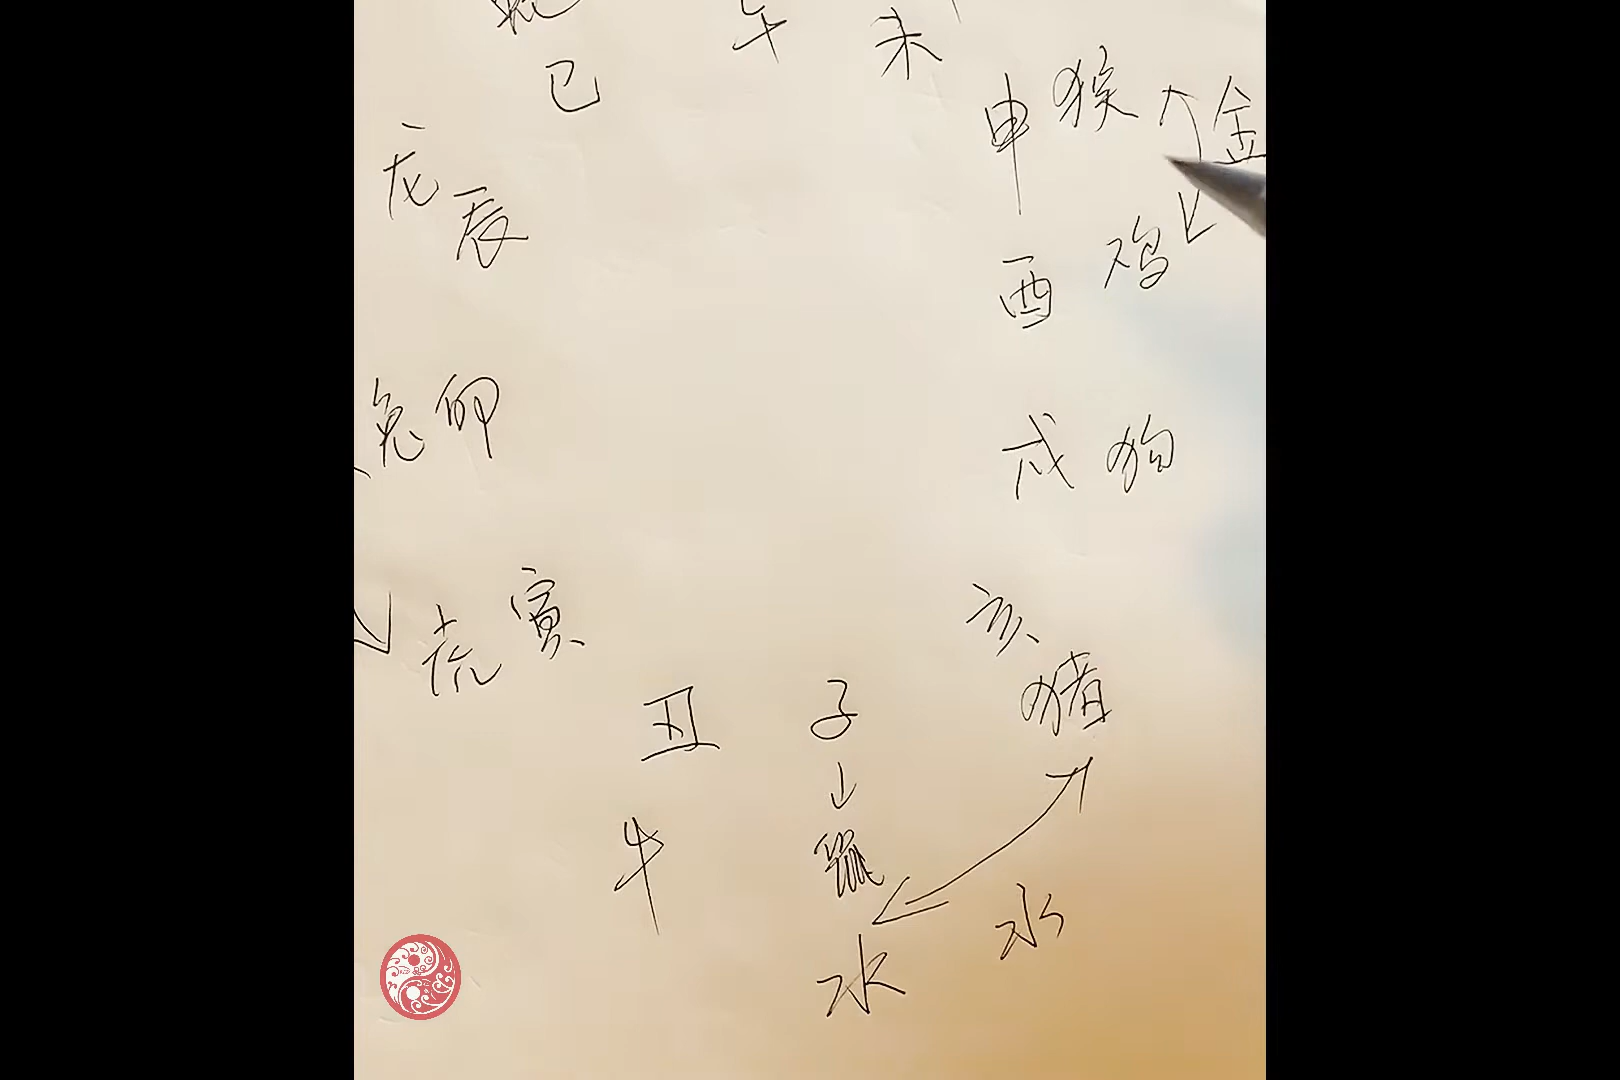 蛇 午 未
巳
申 猴 金
龙 辰
酉 鸡
兔 卯
戌 狗
虎 寅
亥
猪
丑 子
牛 鼠
水 水